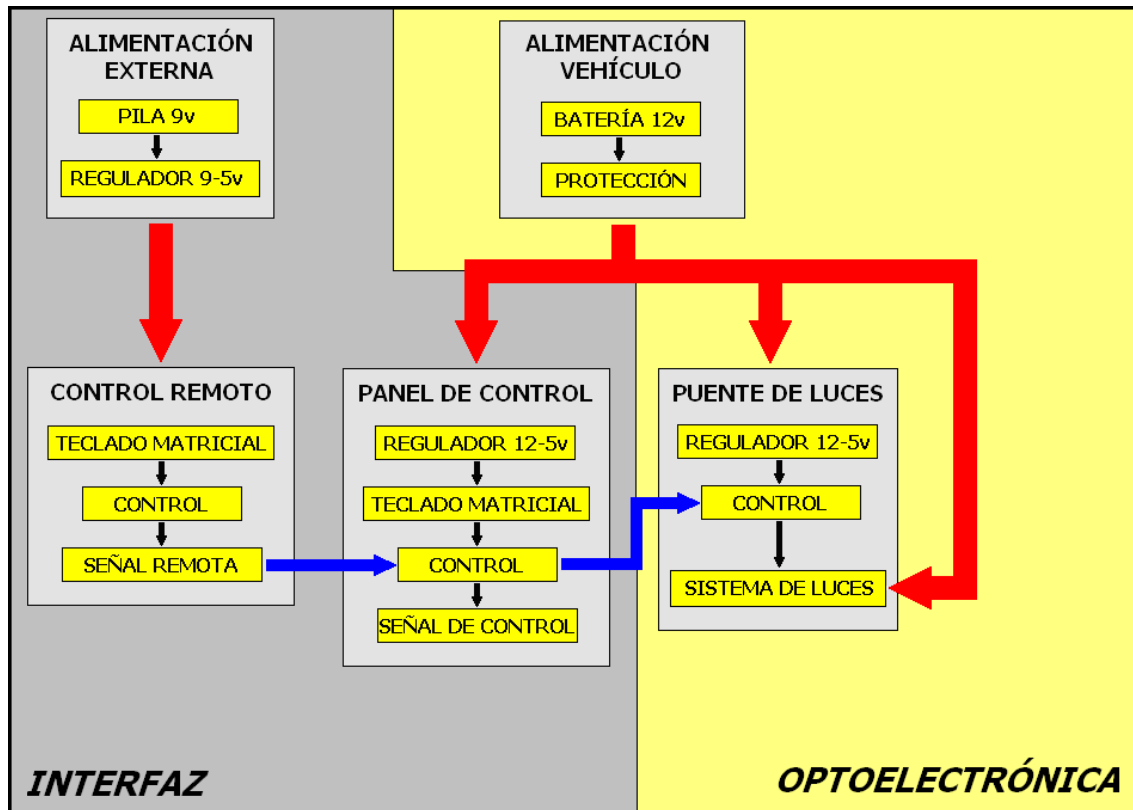 ALIMENTACIÓN
EXTERNA
PILA 9v
REGULADOR 9-5v
ALIMENTACIÓN
VEHÍCULO
BATERÍA 12v
PROTECCIÓN
CONTROL REMOTO
TECLADO MATRICIAL
CONTROL
SEÑAL REMOTA
PANEL DE CONTROL
REGULADOR 12-5v
TECLADO MATRICIAL
CONTROL
SEÑAL DE CONTROL
PUENTE DE LUCES
REGULADOR 12-5v
CONTROL
SISTEMA DE LUCES
INTERFAZ
OPTOELECTRÓNICA